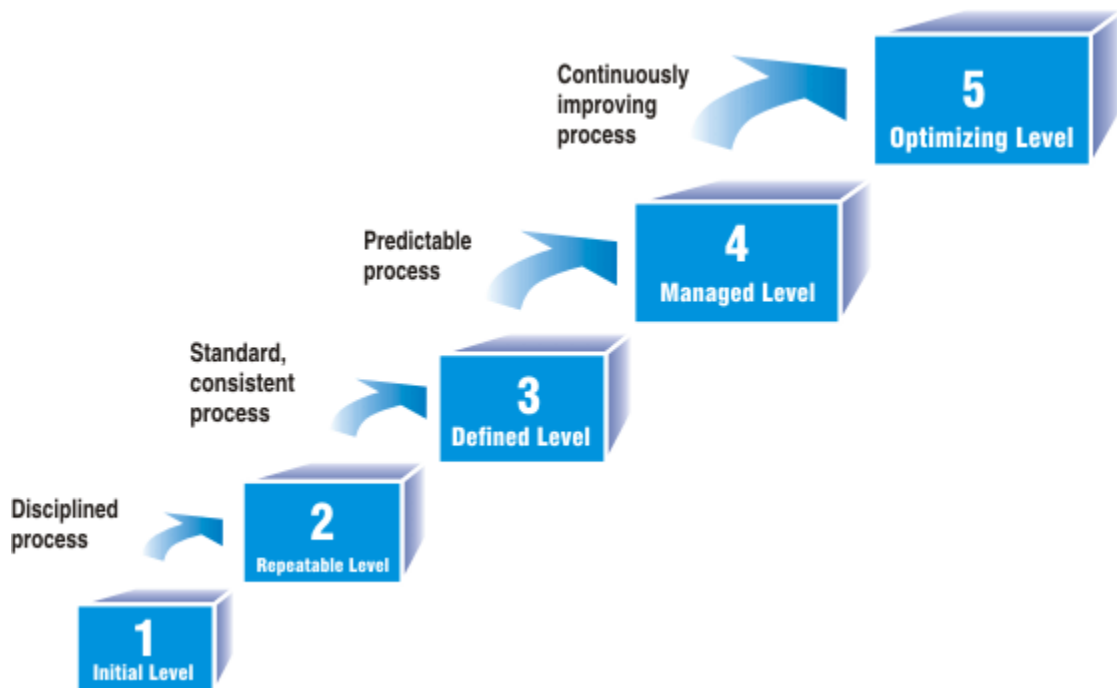 Continuously
improving
process
5
Optimizing Level
Predictable
process
4
Managed Level
Standard,
consistent
process
3
Defined Level
Disciplined
process
2
Repeatable Level
1
Initial Level